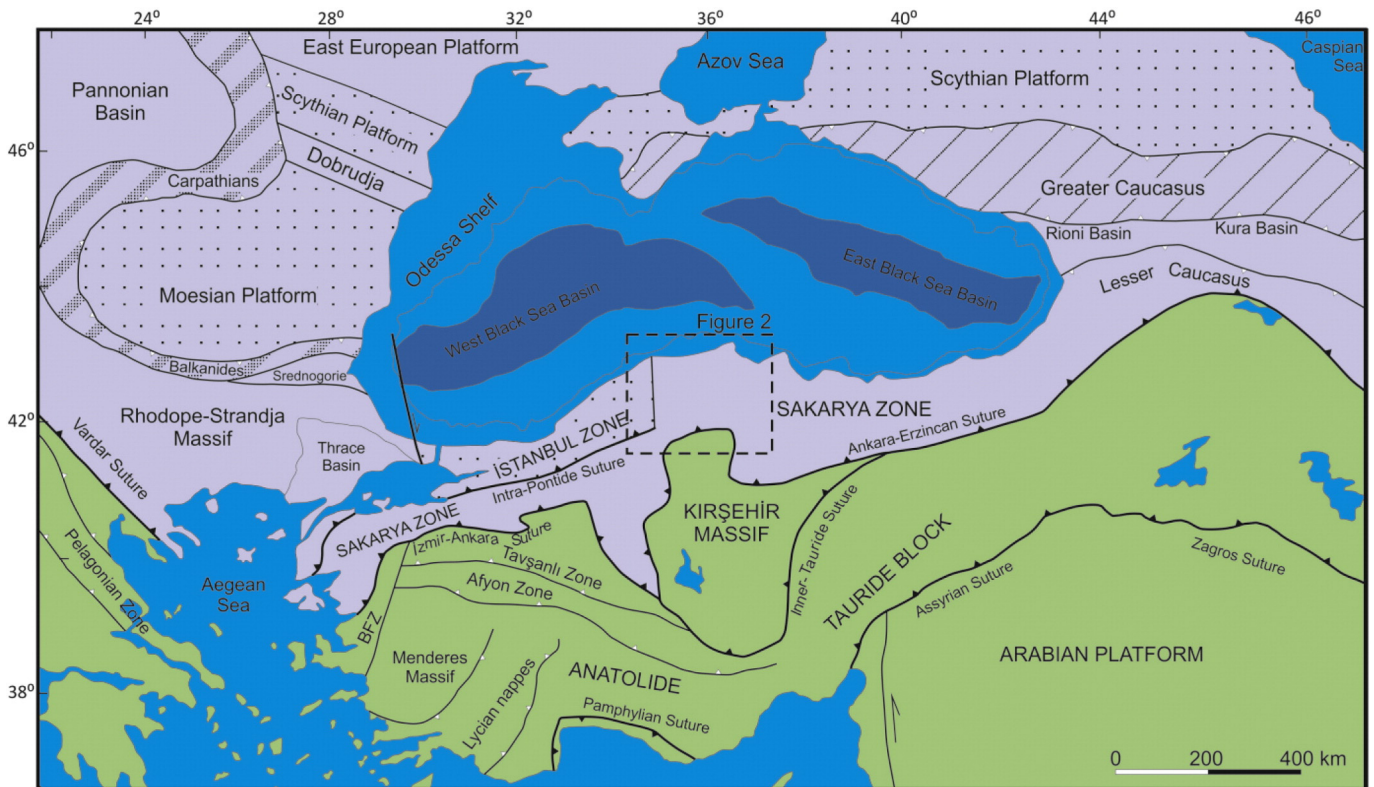 24º 28º 32º 36º 40º 44º 46º
East European Platform
Azov Sea
Caspian
Sea
Pannonian
Basin
Scythian Platform
Scythian Platform
46º
Dobrudja
Carpathians
Greater Caucasus
Odessa Shelf
Rioni Basin
Kura Basin
East Black Sea Basin
Lesser Caucasus
Moesian Platform
West Black Sea Basin
Figure 2
Balkanides
Srednogorie
42º
Rhodope-Strandja
Massif
SAKARYA ZONE
Ankara-Erzincan Suture
Vardar Suture
Thrace
Basin
İSTANBUL ZONE
Intra-Pontide Suture
SAKARYA ZONE
KIRŞEHİR
MASSIF
İzmir-Ankara Suture
Tavşanlı Zone
Afyon Zone
Inner-Tauride Suture
TAURIDE BLOCK
Zagros Suture
Assyrian Suture
Pelagonian Zone
Aegean
Sea
BFZ
Menderes
Massif
ANATOLIDE
ARABIAN PLATFORM
38º
Lycian nappes
Pamphylian Suture
0 200 400 km